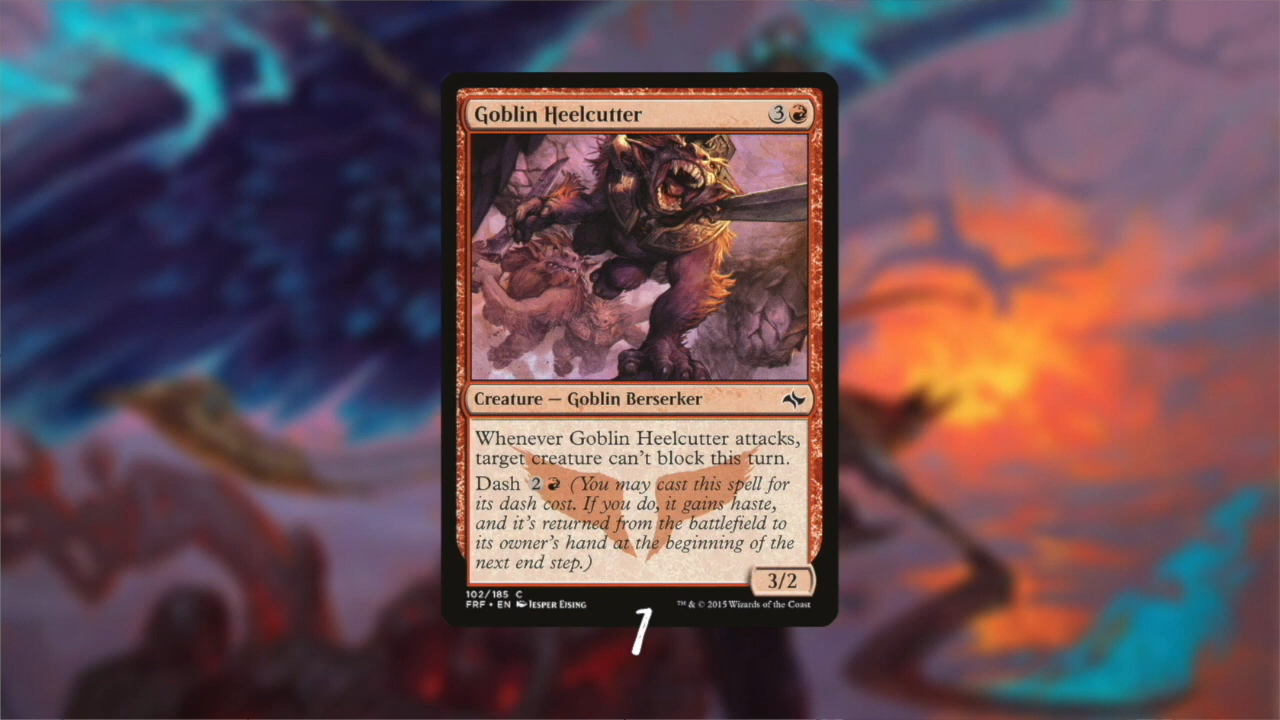 Goblin Heelcutter 3
Creature — Goblin Berserker
Whenever Goblin Heelcutter attacks,
target creature can't block this turn.
Dash 2 (You may cast this spell for
its dash cost. If you do, it gains haste,
and it's returned from the battlefield to
its owner's hand at the beginning of the
next end step.)
3/2
102/185 C
FRF • EN Jesper Ejsing
™ & © 2015 Wizards of the Coast
1